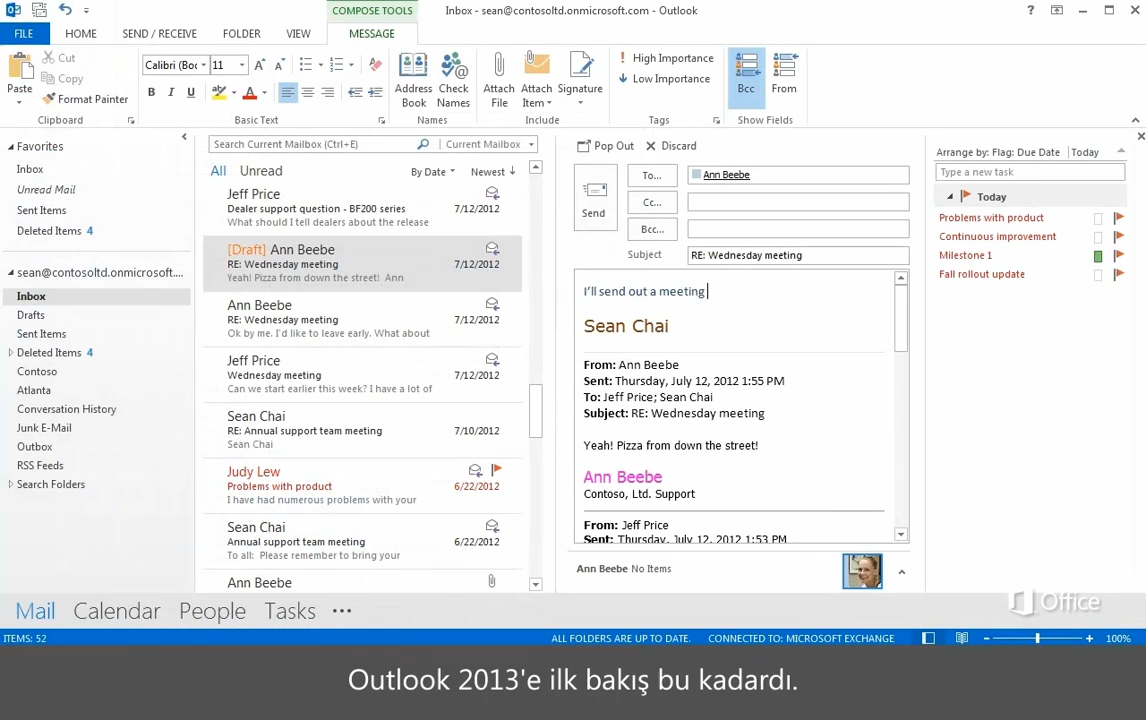 COMPOSE TOOLS
Inbox - sean@contosoltd.onmicrosoft.com - Outlook
?
FILE
HOME
SEND / RECEIVE
FOLDER
VIEW
MESSAGE
Paste
Cut
Copy
Format Painter
Clipboard
Calibri (Boc
11
B I U
Basic Text
Address Book
Check Names
Names
Attach File
Attach Item
Signature
Include
High Importance
Low Importance
Tags
Bcc
From
Show Fields
Favorites
Inbox
Unread Mail
Sent Items
Deleted Items 4
sean@contosoltd.onmicrosoft....
Inbox
Drafts
Sent Items
Deleted Items 4
Contoso
Atlanta
Conversation History
Junk E-Mail
Outbox
RSS Feeds
Search Folders
Search Current Mailbox (Ctrl+E)
Current Mailbox
All Unread
By Date
Newest
Jeff Price
Dealer support question - BF200 series 7/12/2012
What should I tell dealers about the release
[Draft] Ann Beebe
RE: Wednesday meeting 7/12/2012
Yeah! Pizza from down the street! Ann
Ann Beebe
RE: Wednesday meeting 7/12/2012
Ok by me. I'd like to leave early. What about
Jeff Price
Wednesday meeting 7/12/2012
Can we start earlier this week? I have a lot of
Sean Chai
RE: Annual support team meeting 7/10/2012
Sean Chai
Judy Lew
Problems with product 6/22/2012
I have had numerous problems with your
Sean Chai
Annual support team meeting 6/22/2012
To all: Please remember to bring your
Ann Beebe
Pop Out
Discard
Send
To... Ann Beebe
Cc...
Bcc...
Subject RE: Wednesday meeting
I'll send out a meeting
Sean Chai
From: Ann Beebe
Sent: Thursday, July 12, 2012 1:55 PM
To: Jeff Price; Sean Chai
Subject: RE: Wednesday meeting
Yeah! Pizza from down the street!
Ann Beebe
Contoso, Ltd. Support
From: Jeff Price
Sent: Thursday, July 12, 2012 1:53 PM
Ann Beebe No Items
Arrange by: Flag: Due Date Today
Type a new task
Today
Problems with product
Continuous improvement
Milestone 1
Fall rollout update
Mail Calendar People Tasks •••
Office
ITEMS: 52
ALL FOLDERS ARE UP TO DATE.
CONNECTED TO: MICROSOFT EXCHANGE
100%
Outlook 2013'e ilk bakış bu kadardı.